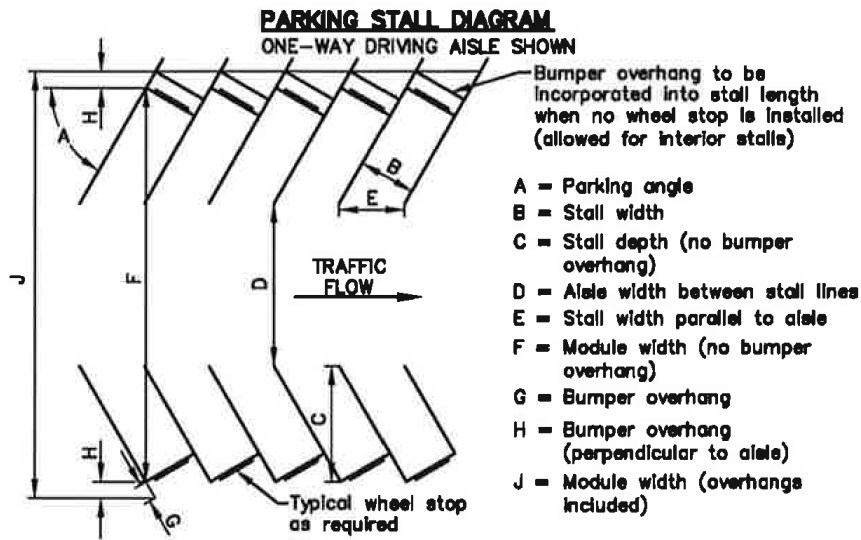 PARKING STALL DIAGRAM
ONE-WAY DRIVING AISLE SHOWN
Bumper overhang to be
incorporated into stall length
when no wheel stop is installed
(allowed for interior stalls)
H
A
B
E
J
F
D
TRAFFIC
FLOW
C
H
G
Typical wheel stop
as required
A = Parking angle
B = Stall width
C = Stall depth (no bumper
overhang)
D = Aisle width between stall lines
E = Stall width parallel to aisle
F = Module width (no bumper
overhang)
G = Bumper overhang
H = Bumper overhang
(perpendicular to aisle)
J = Module width (overhangs
included)